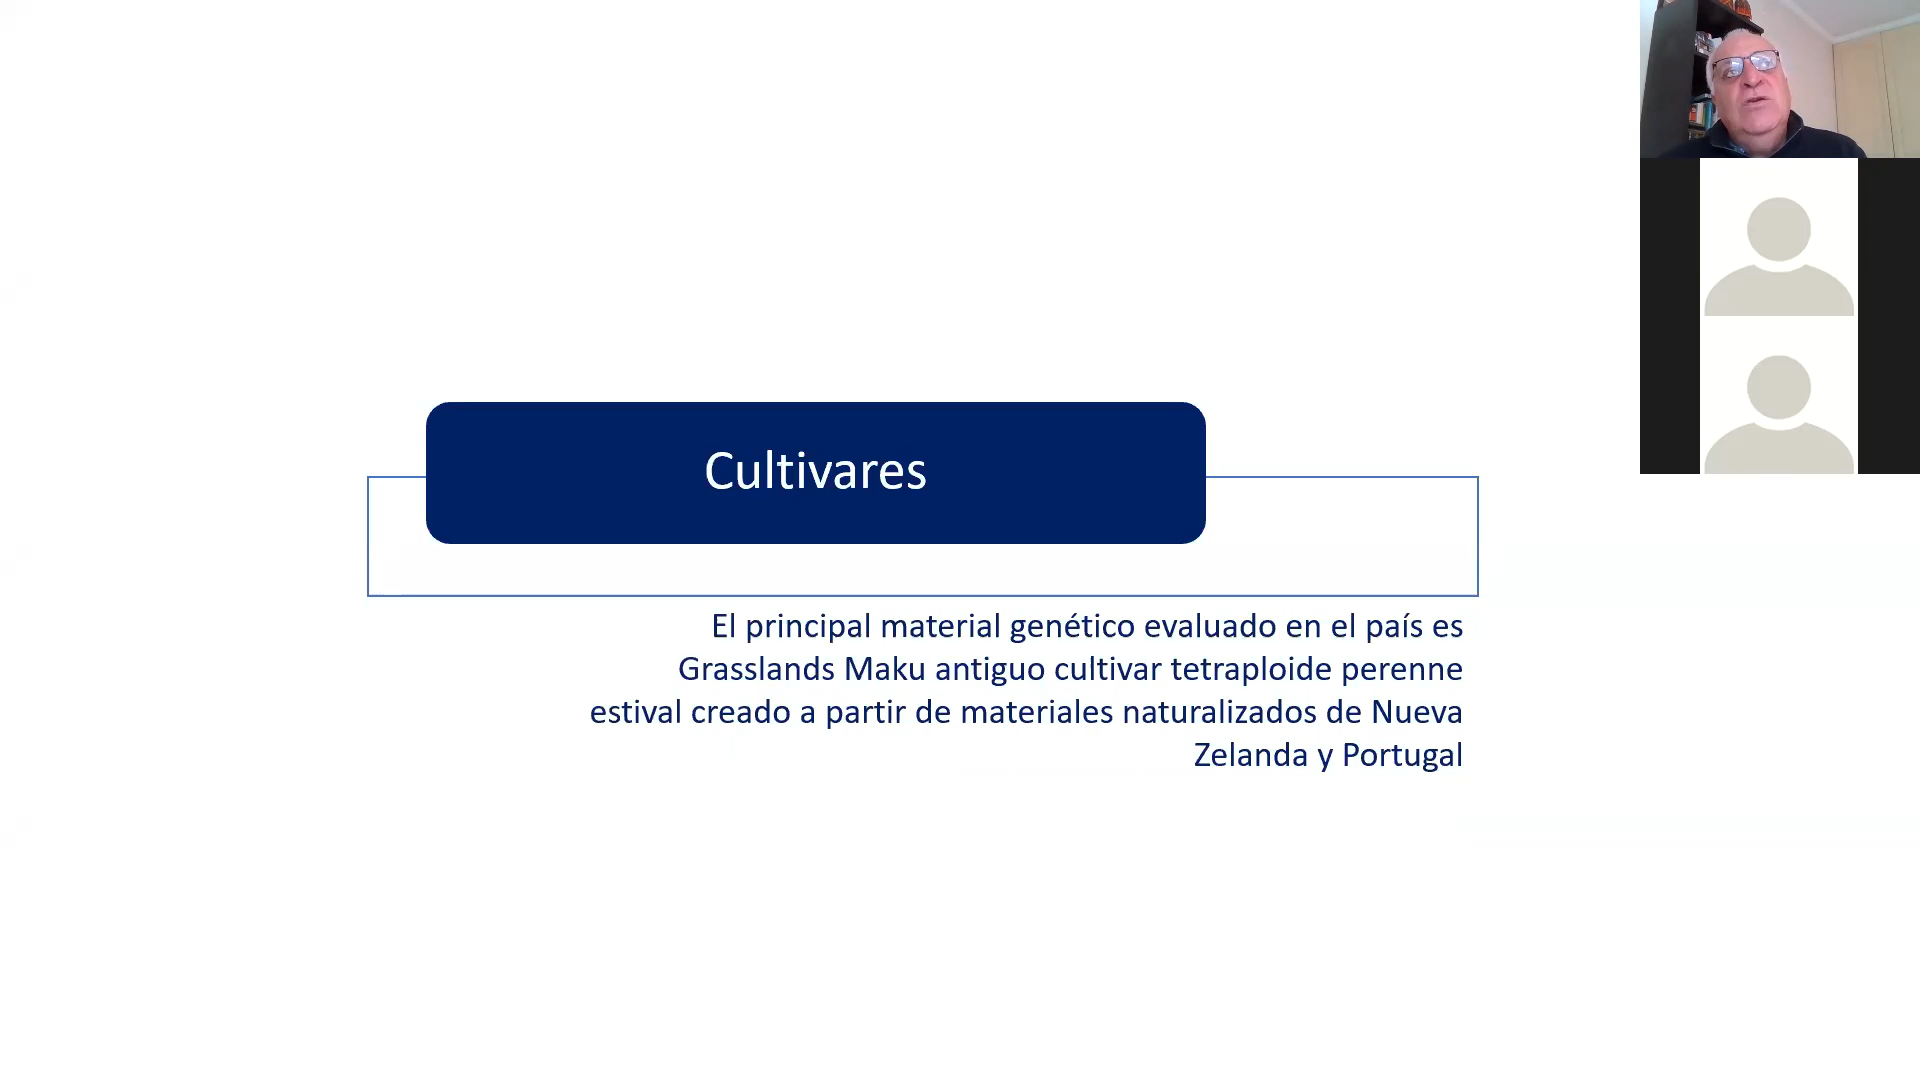 Cultivares
El principal material genético evaluado en el país es
Grasslands Maku antiguo cultivar tetraploide perenne
estival creado a partir de materiales naturalizados de Nueva
Zelanda y Portugal